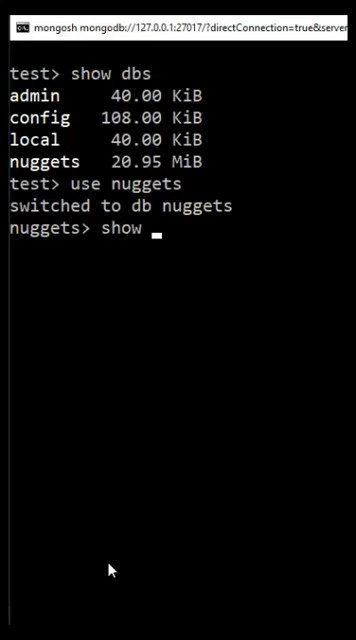 mongosh mongodb://127.0.0.1:27017/?directConnection=true&server
test> show dbs
admin     40.00 KiB
config   108.00 KiB
local     40.00 KiB
nuggets   20.95 MiB
test> use nuggets
switched to db nuggets
nuggets> show